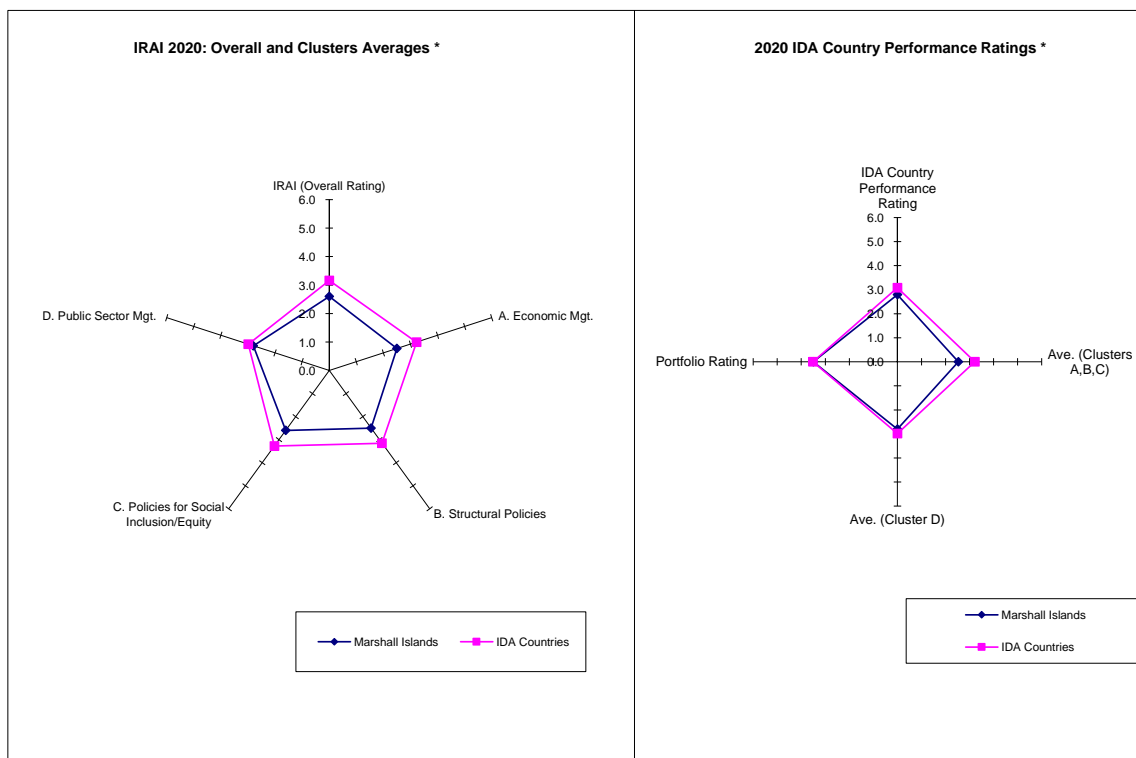 IRAI 2020: Overall and Clusters Averages *
IRAI (Overall Rating)
6.0
5.0
4.0
3.0
2.0
1.0
0.0
A. Economic Mgt.
B. Structural Policies
C. Policies for Social
Inclusion/Equity
D. Public Sector Mgt.
Marshall Islands
IDA Countries
2020 IDA Country Performance Ratings *
IDA Country
Performance
Rating
6.0
5.0
4.0
3.0
2.0
1.0
0.0
Ave. (Clusters
A,B,C)
Ave. (Cluster D)
Portfolio Rating
Marshall Islands
IDA Countries